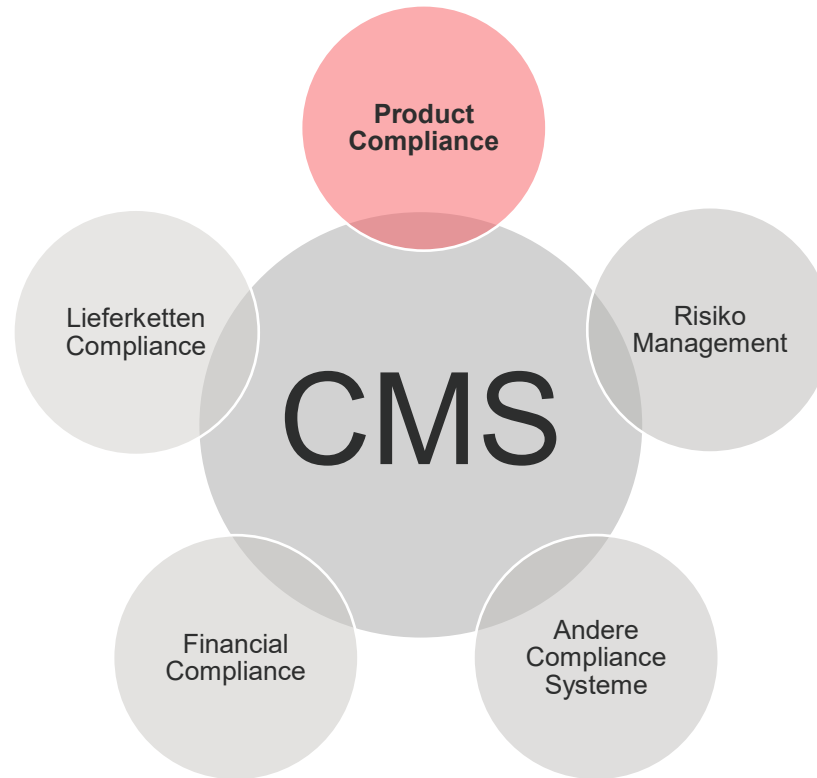 Product
Compliance
Lieferketten
Compliance
Risiko
Management
CMS
Financial
Compliance
Andere
Compliance
Systeme